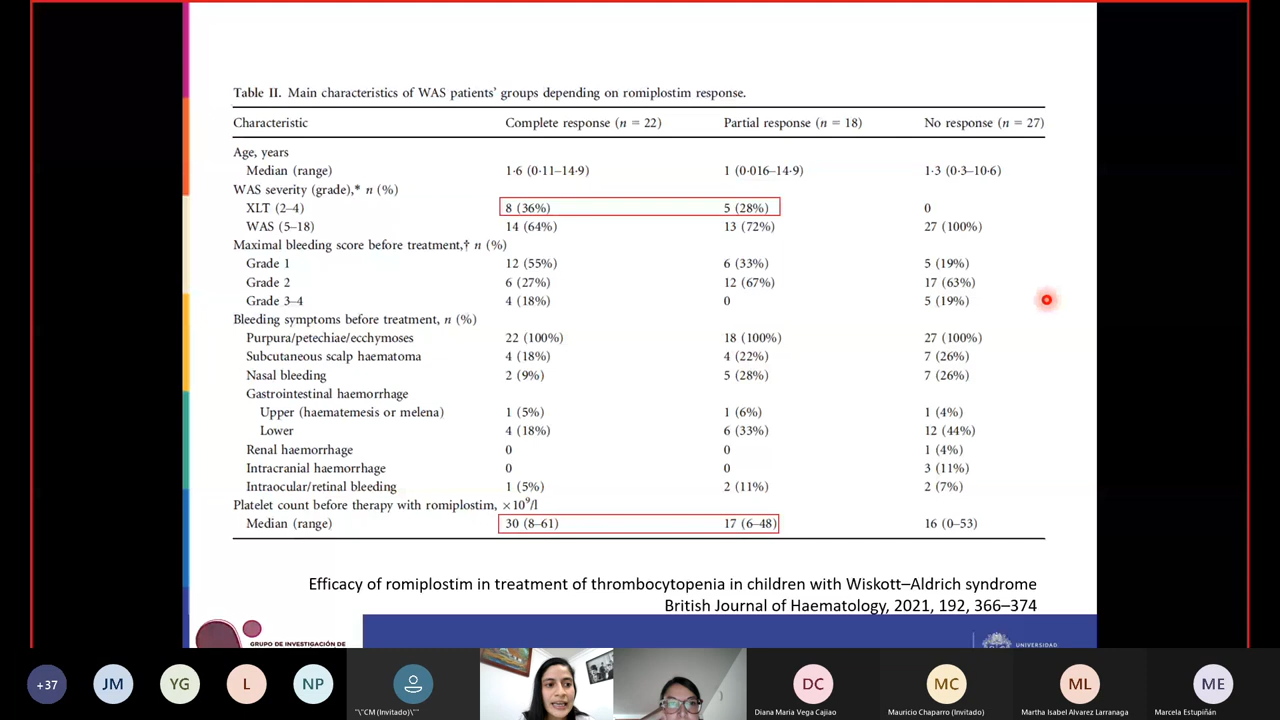 Table II. Main characteristics of WAS patients' groups depending on romiplostim response.
Characteristic Complete response (n = 22) Partial response (n = 18) No response (n = 27)
Age, years
Median (range) 1·6 (0·11–14·9) 1 (0·016–14·9) 1·3 (0·3–10·6)
WAS severity (grade),* n (%)
XLT (2–4) 8 (36%) 5 (28%) 0
WAS (5–18) 14 (64%) 13 (72%) 27 (100%)
Maximal bleeding score before treatment,† n (%)
Grade 1 12 (55%) 6 (33%) 5 (19%)
Grade 2 6 (27%) 12 (67%) 17 (63%)
Grade 3–4 4 (18%) 0 5 (19%)
Bleeding symptoms before treatment, n (%)
Purpura/petechiae/ecchymoses 22 (100%) 18 (100%) 27 (100%)
Subcutaneous scalp haematoma 4 (18%) 4 (22%) 7 (26%)
Nasal bleeding 2 (9%) 5 (28%) 7 (26%)
Gastrointestinal haemorrhage
Upper (haematemesis or melena) 1 (5%) 1 (6%) 1 (4%)
Lower 4 (18%) 6 (33%) 12 (44%)
Renal haemorrhage 0 0 1 (4%)
Intracranial haemorrhage 0 0 3 (11%)
Intraocular/retinal bleeding 1 (5%) 2 (11%) 2 (7%)
Platelet count before therapy with romiplostim, ×10⁹/l
Median (range) 30 (8–61) 17 (6–48) 16 (0–53)
Efficacy of romiplostim in treatment of thrombocytopenia in children with Wiskott–Aldrich syndrome
British Journal of Haematology, 2021, 192, 366–374
GRUPO DE INVESTIGACIÓN DE
UNIVERSIDAD
+37 JM YG L NP DC MC ML ME
"\"CM (Invitado)\"" Diana Maria Vega Cajiao Mauricio Chaparro (Invitado) Martha Isabel Alvarez Larranaga Marcela Estupiñán